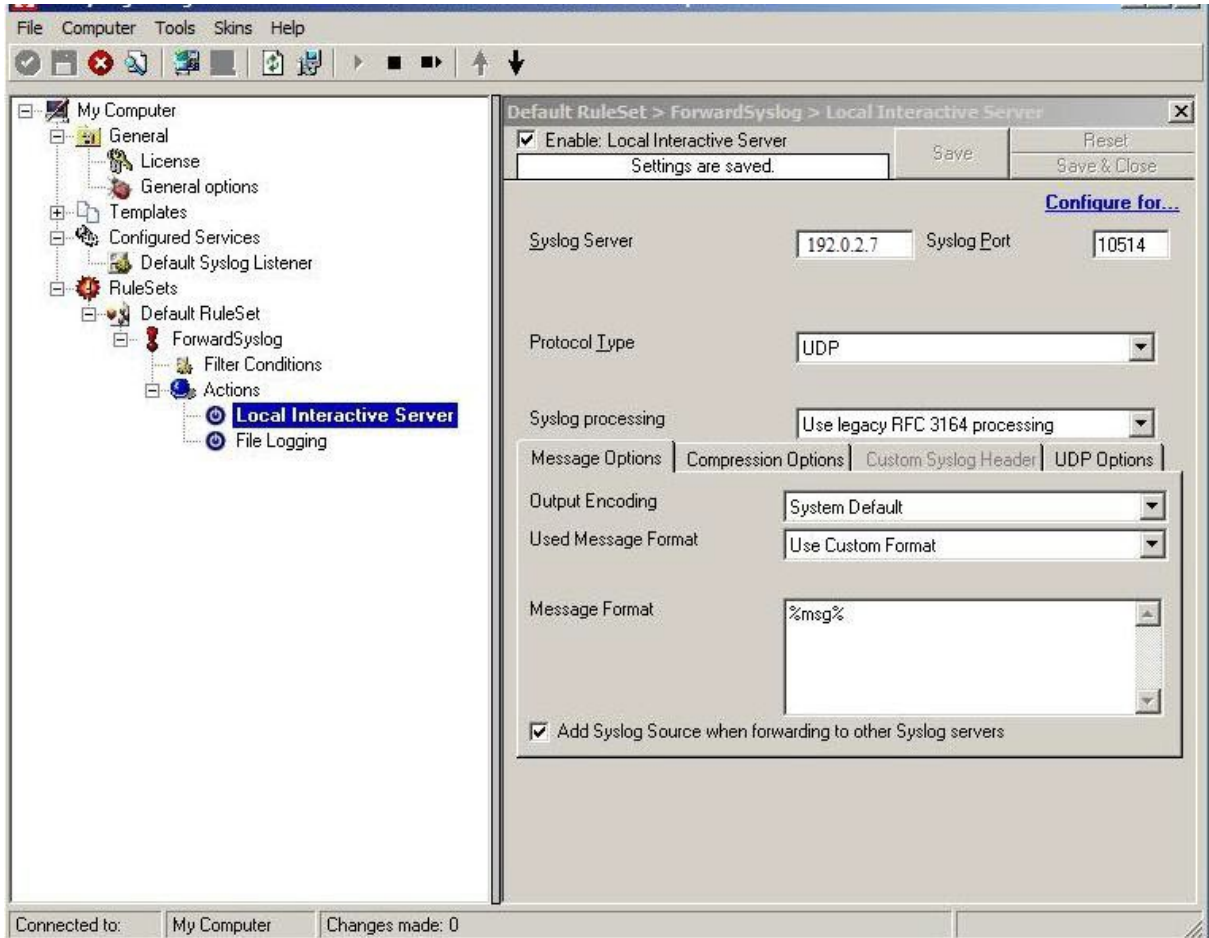 File Computer Tools Skins Help
My Computer
General
License
General options
Templates
Configured Services
Default Syslog Listener
RuleSets
Default RuleSet
ForwardSyslog
Filter Conditions
Actions
Local Interactive Server
File Logging
Default RuleSet > ForwardSyslog > Local Interactive Server
Enable: Local Interactive Server
Settings are saved.
Save
Reset
Save & Close
Configure for...
Syslog Server 192.0.2.7 Syslog Port 10514
Protocol Type UDP
Syslog processing Use legacy RFC 3164 processing
Message Options Compression Options Custom Syslog Header UDP Options
Output Encoding System Default
Used Message Format Use Custom Format
Message Format %msg%
Add Syslog Source when forwarding to other Syslog servers
Connected to: My Computer Changes made: 0